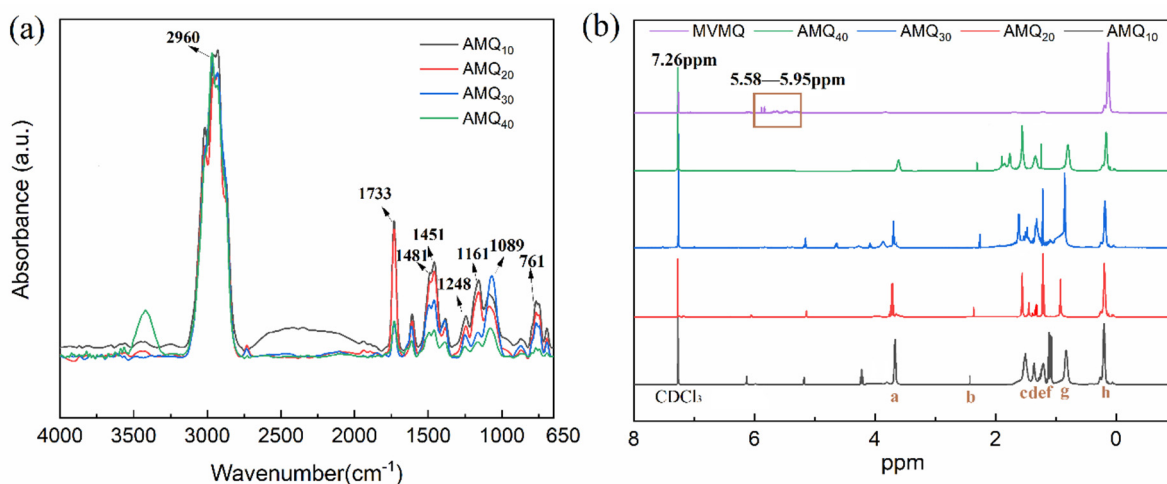 (a)
2960
AMQ₁₀
AMQ₂₀
AMQ₃₀
AMQ₄₀
1733
1481
1451
1248
1161
1089
761
Absorbance (a.u.)
4000 3500 3000 2500 2000 1500 1000 650
Wavenumber(cm⁻¹)
(b)
MVMQ AMQ₄₀ AMQ₃₀ AMQ₂₀ AMQ₁₀
7.26ppm
5.58—5.95ppm
CDCl₃
a b c d e f g h
8 6 4 2 0
ppm